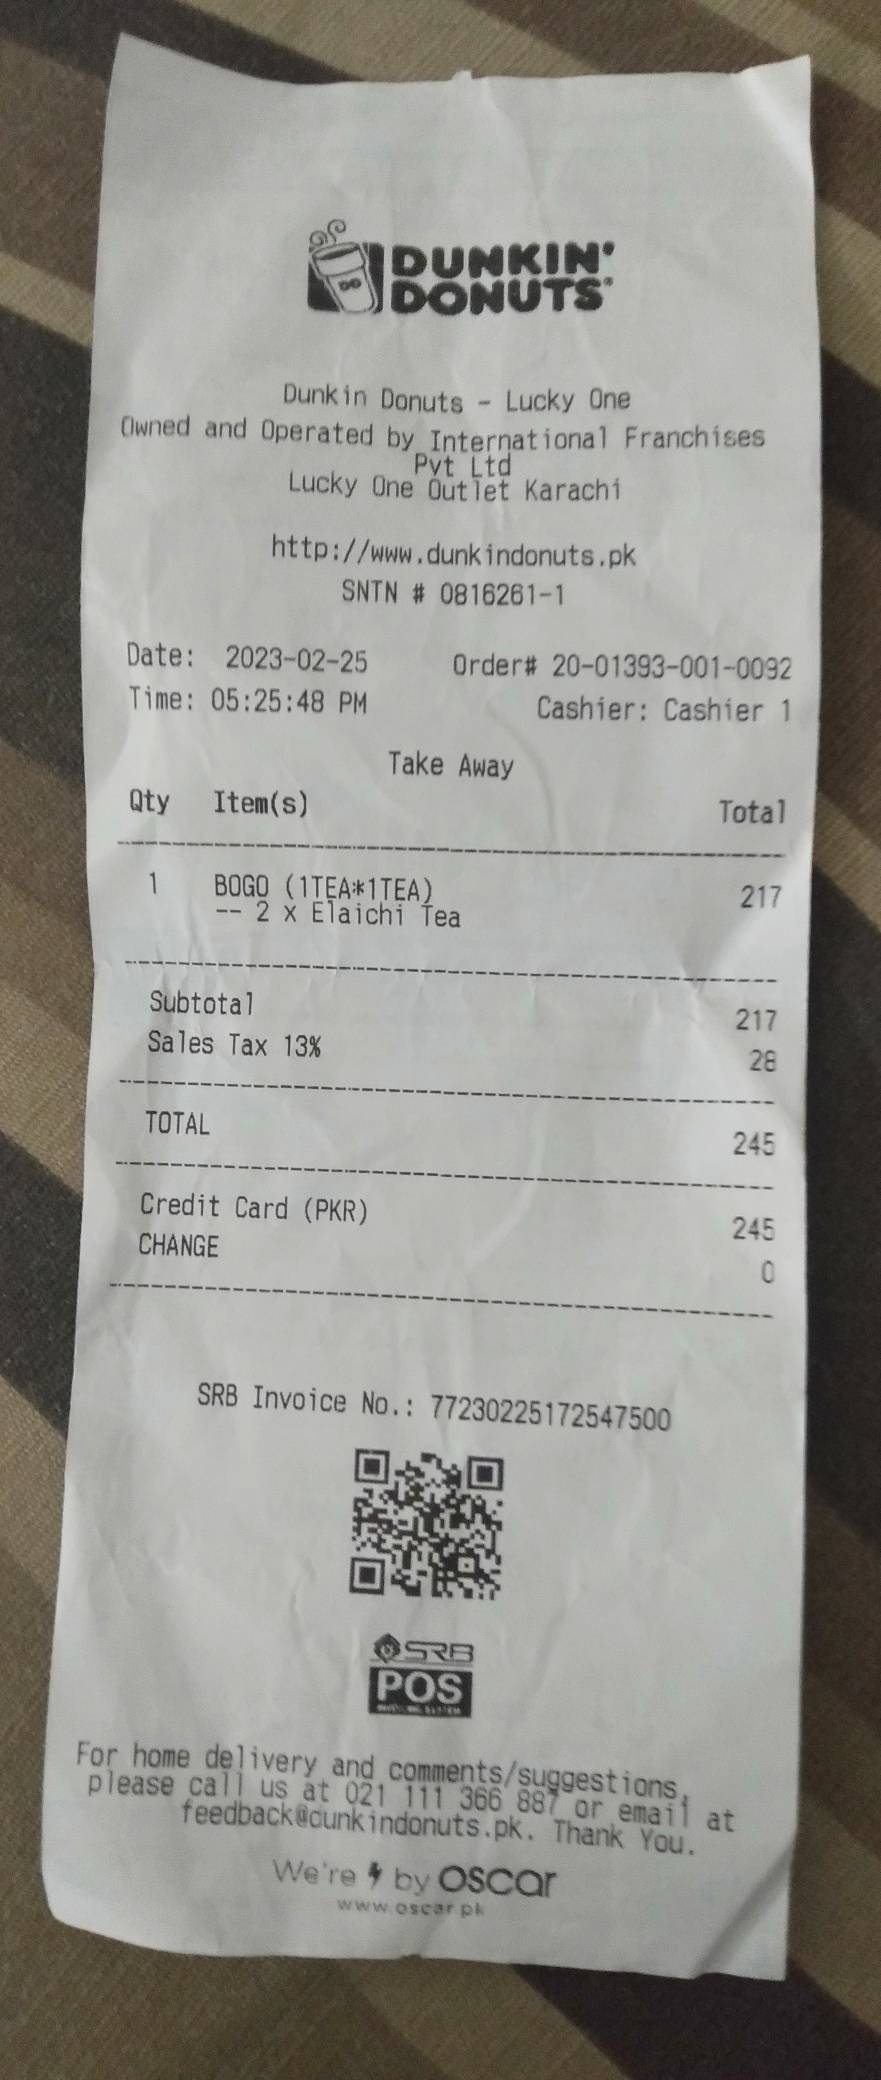 DUNKIN'
DONUTS
Dunkin Donuts - Lucky One
Owned and Operated by International Franchises
Pvt Ltd
Lucky One Outlet Karachi
http://www.dunkindonuts.pk
SNTN # 0816261-1
Date: 2023-02-25 Order# 20-01393-001-0092
Time: 05:25:48 PM Cashier: Cashier 1
Take Away
Qty Item(s) Total
1 BOGO (1TEA*1TEA) 217
-- 2 x Elaichi Tea
Subtotal 217
Sales Tax 13% 28
TOTAL 245
Credit Card (PKR) 245
CHANGE 0
SRB Invoice No.: 77230225172547500
SRB
POS
For home delivery and comments/suggestions,
please call us at 021 111 366 887 or email at
feedback@dunkindonuts.pk. Thank You.
We're by oscar
www.oscar.pk